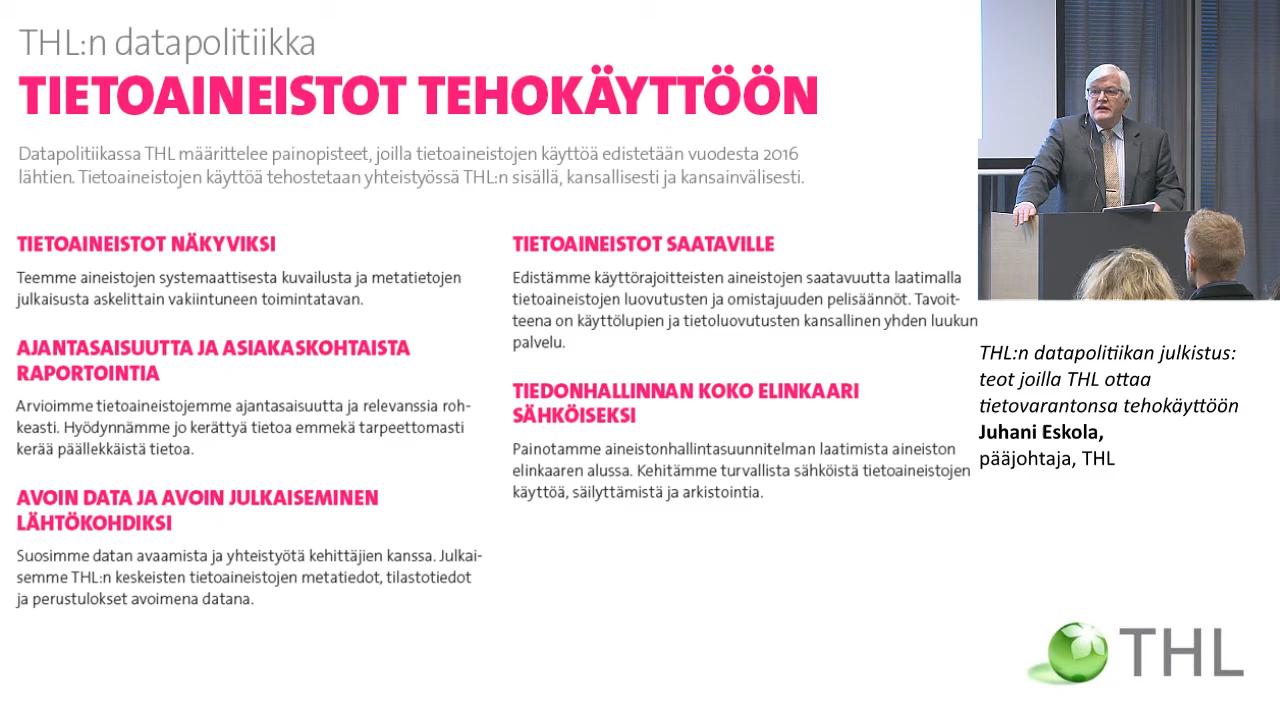 THL:n datapolitiikka
TIETOAINEISTOT TEHOKÄYTTÖÖN
Datapolitiikassa THL määrittelee painopisteet, joilla tietoaineistojen käyttöä edistetään vuodesta 2016
lähtien. Tietoaineistojen käyttöä tehostetaan yhteistyössä THL:n sisällä, kansallisesti ja kansainvälisesti.
TIETOAINEISTOT NÄKYVIKSI
Teemme aineistojen systemaattisesta kuvailusta ja metatietojen
julkaisusta askelittain vakiintuneen toimintatavan.
AJANTASAISUUTTA JA ASIAKASKOHTAISTA
RAPORTOINTIA
Arvioimme tietoaineistojemme ajantasaisuutta ja relevanssia roh-
keasti. Hyödynnämme jo kerättyä tietoa emmekä tarpeettomasti
kerää päällekkäistä tietoa.
AVOIN DATA JA AVOIN JULKAISEMINEN
LÄHTÖKOHDIKSI
Suosimme datan avaamista ja yhteistyötä kehittäjien kanssa. Julkai-
semme THL:n keskeisten tietoaineistojen metatiedot, tilastotiedot
ja perustulokset avoimena datana.
TIETOAINEISTOT SAATAVILLE
Edistämme käyttörajoitteisten aineistojen saatavuutta laatimalla
tietoaineistojen luovutusten ja omistajuuden pelisäännöt. Tavoit-
teena on käyttölupien ja tietoluovutusten kansallinen yhden luukun
palvelu.
TIEDONHALLINNAN KOKO ELINKAARI
SÄHKÖISEKSI
Painotamme aineistonhallintasuunnitelman laatimista aineiston
elinkaaren alussa. Kehitämme turvallista sähköistä tietoaineistojen
käyttöä, säilyttämistä ja arkistointia.
THL:n datapolitiikan julkistus:
teot joilla THL ottaa
tietovarantonsa tehokäyttöön
Juhani Eskola,
pääjohtaja, THL
THL